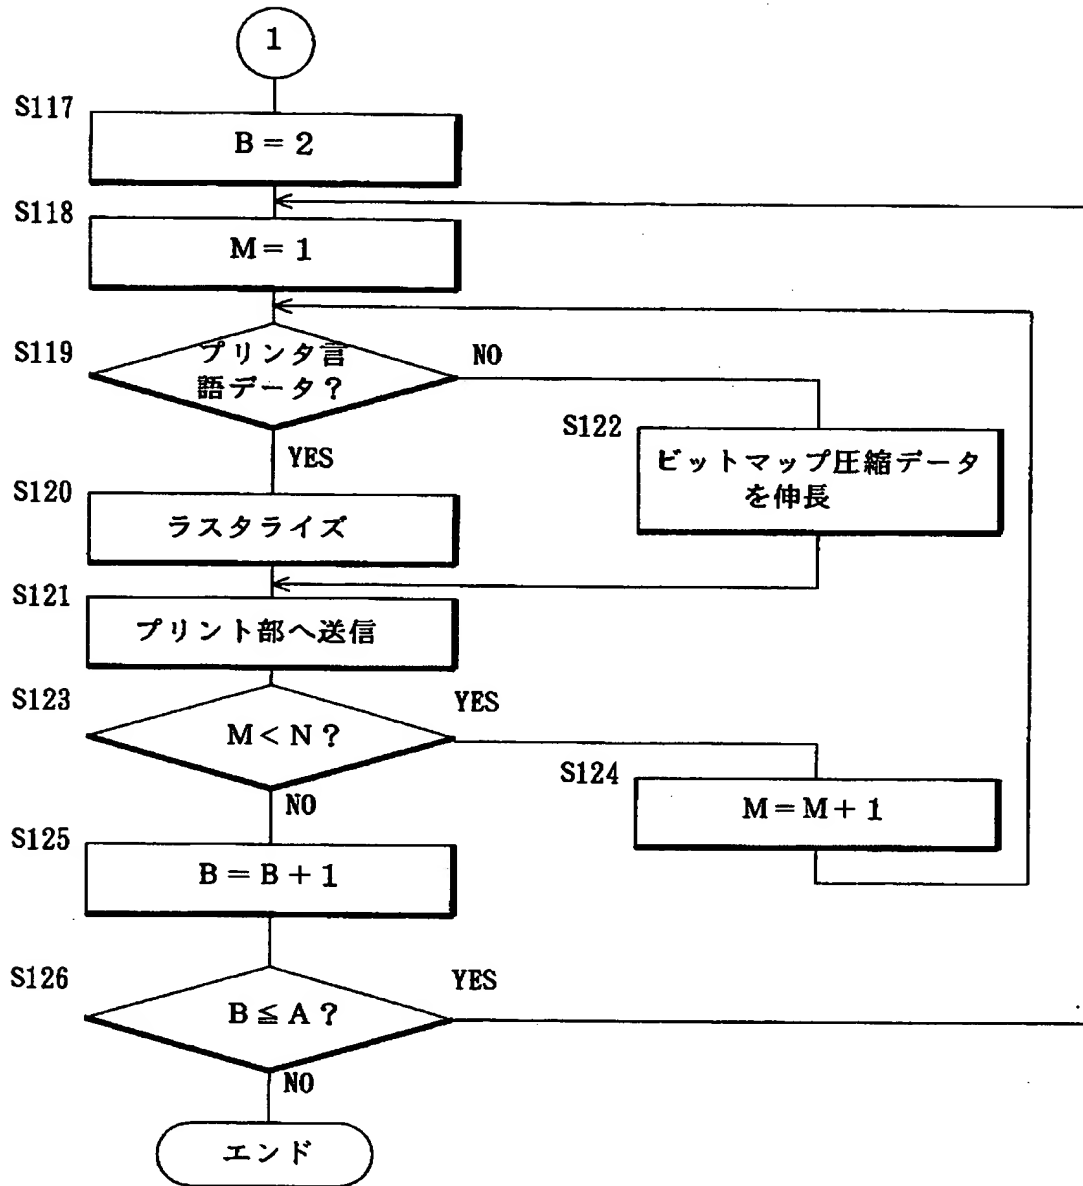 1
S117
B=2
S118
M=1
S119
プリンタ言
語データ?
NO
YES
S122
ビットマップ圧縮データ
を伸長
S120
ラスタライズ
S121
プリント部へ送信
S123
M<N?
YES
NO
S124
M=M+1
S125
B=B+1
S126
B≦A?
YES
NO
エンド